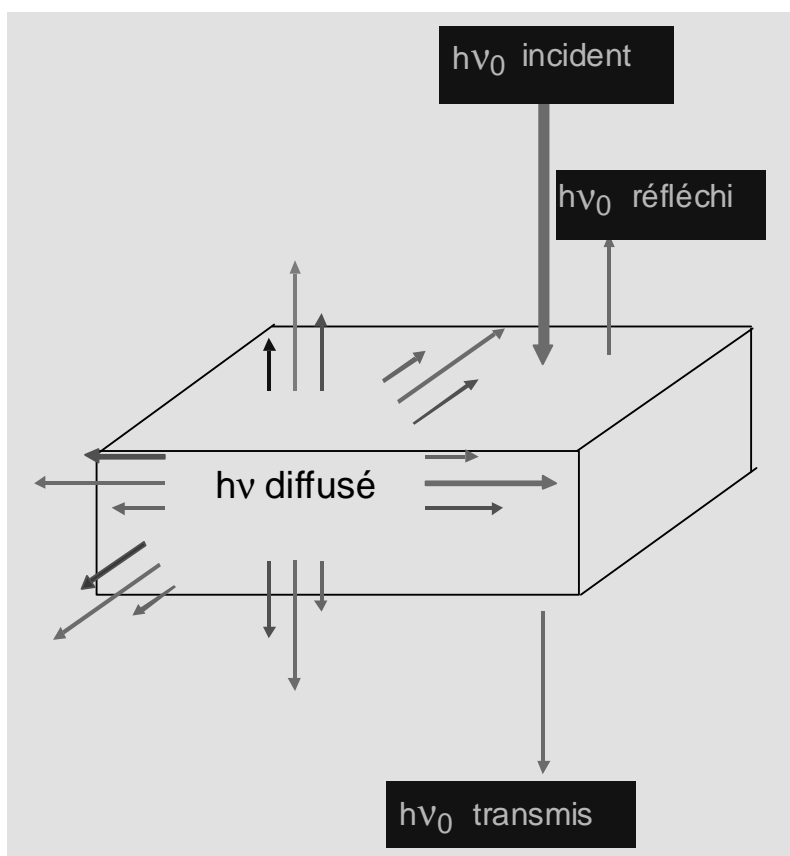 hν₀ incident
hν₀ réfléchi
hν diffusé
hν₀ transmis